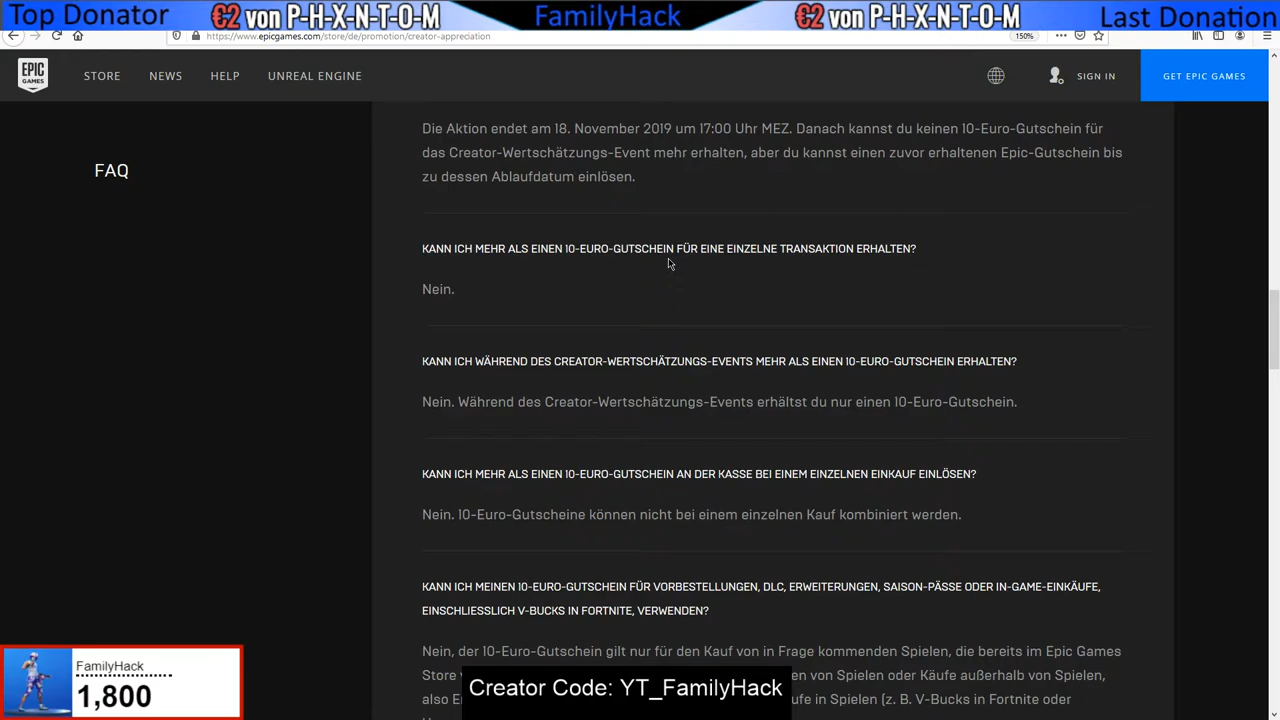 Top Donator €2 von P-H-X-N-T-O-M FamilyHack €2 von P-H-X-N-T-O-M Last Donation
https://www.epicgames.com/store/de/promotion/creator-appreciation 150%
EPIC GAMES STORE NEWS HELP UNREAL ENGINE SIGN IN GET EPIC GAMES
FAQ
Die Aktion endet am 18. November 2019 um 17:00 Uhr MEZ. Danach kannst du keinen 10-Euro-Gutschein für
das Creator-Wertschätzungs-Event mehr erhalten, aber du kannst einen zuvor erhaltenen Epic-Gutschein bis
zu dessen Ablaufdatum einlösen.
KANN ICH MEHR ALS EINEN 10-EURO-GUTSCHEIN FÜR EINE EINZELNE TRANSAKTION ERHALTEN?
Nein.
KANN ICH WÄHREND DES CREATOR-WERTSCHÄTZUNGS-EVENTS MEHR ALS EINEN 10-EURO-GUTSCHEIN ERHALTEN?
Nein. Während des Creator-Wertschätzungs-Events erhältst du nur einen 10-Euro-Gutschein.
KANN ICH MEHR ALS EINEN 10-EURO-GUTSCHEIN AN DER KASSE BEI EINEM EINZELNEN EINKAUF EINLÖSEN?
Nein. 10-Euro-Gutscheine können nicht bei einem einzelnen Kauf kombiniert werden.
KANN ICH MEINEN 10-EURO-GUTSCHEIN FÜR VORBESTELLUNGEN, DLC, ERWEITERUNGEN, SAISON-PÄSSE ODER IN-GAME-EINKÄUFE,
EINSCHLIESSLICH V-BUCKS IN FORTNITE, VERWENDEN?
Nein, der 10-Euro-Gutschein gilt nur für den Kauf von in Frage kommenden Spielen, die bereits im Epic Games
Store von Spielen oder Käufe außerhalb von Spielen,
also in Spielen (z. B. V-Bucks in Fortnite oder
FamilyHack
1,800
Creator Code: YT_FamilyHack